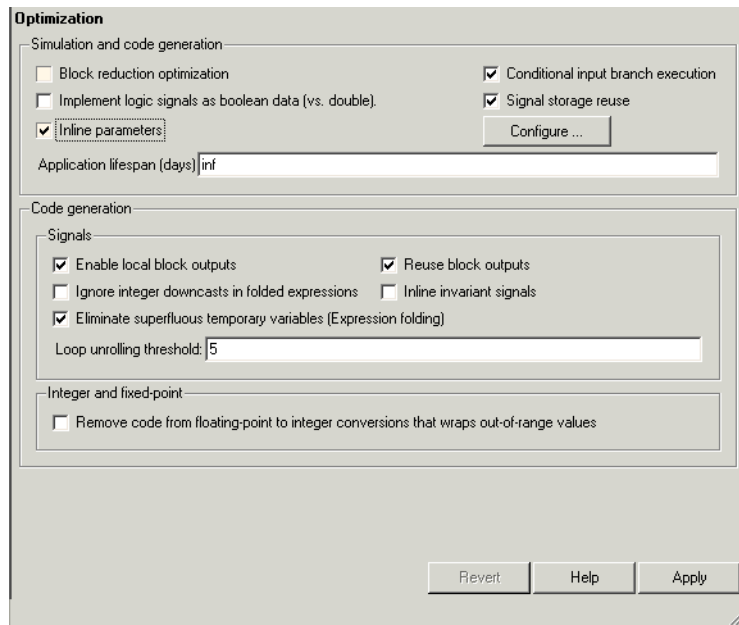 Optimization
Simulation and code generation
Block reduction optimization
Conditional input branch execution
Implement logic signals as boolean data (vs. double).
Signal storage reuse
Inline parameters
Configure ...
Application lifespan (days) inf
Code generation
Signals
Enable local block outputs
Reuse block outputs
Ignore integer downcasts in folded expressions
Inline invariant signals
Eliminate superfluous temporary variables (Expression folding)
Loop unrolling threshold: 5
Integer and fixed-point
Remove code from floating-point to integer conversions that wraps out-of-range values
Revert
Help
Apply